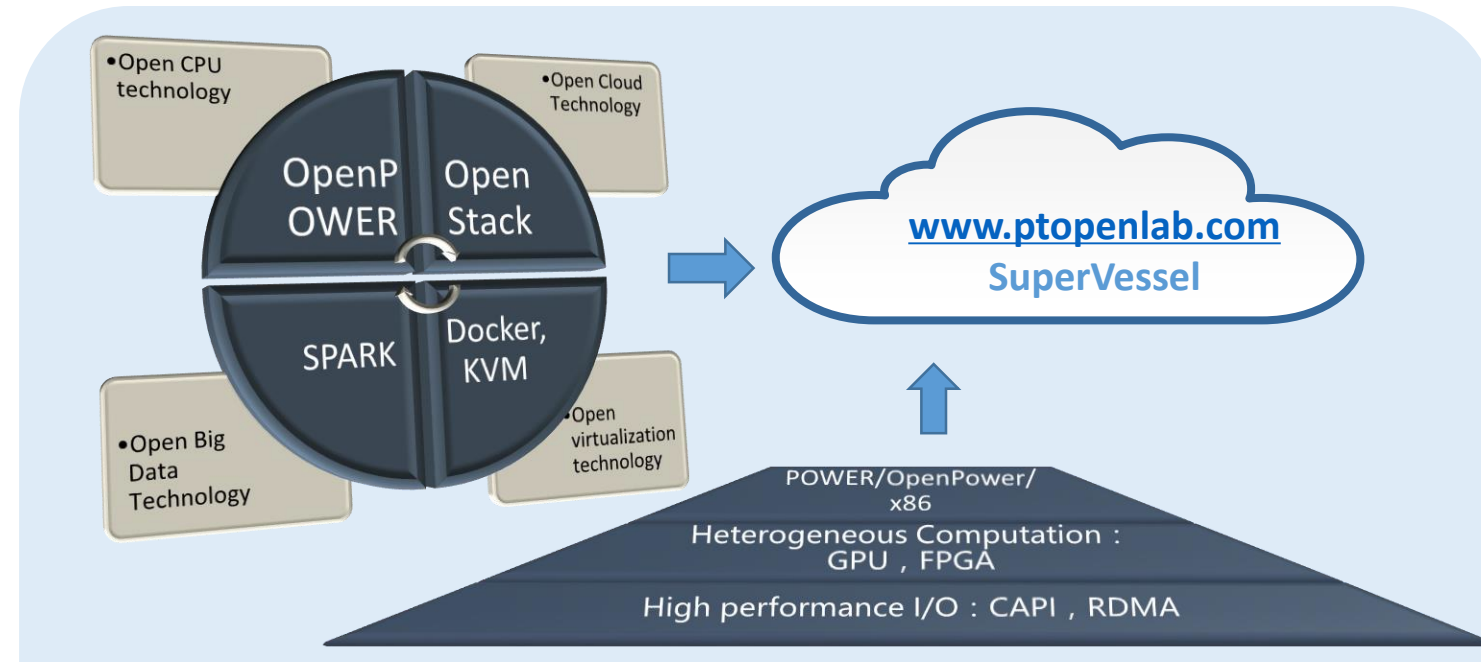 •Open CPU
technology
•Open Cloud
Technology
OpenP
OWER
Open
Stack
SPARK
Docker,
KVM
•Open Big
Data
Technology
•Open
virtualization
technology
www.ptopenlab.com
SuperVessel
POWER/OpenPower/
x86
Heterogeneous Computation：
GPU，FPGA
High performance I/O：CAPI，RDMA